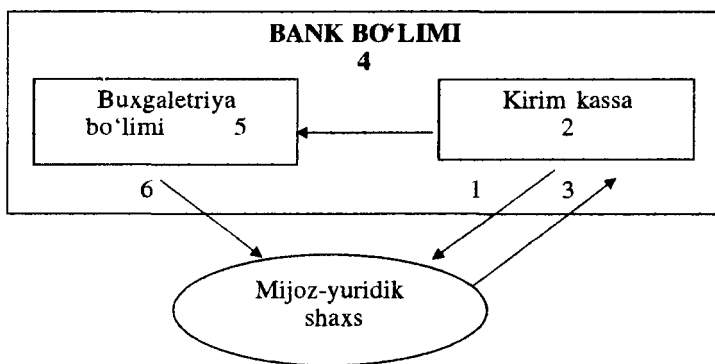 BANK BO‘LIMI
4
Buxgaletriya
bo‘limi 5
Kirim kassa
2
6
1
3
Mijoz-yuridik
shaxs